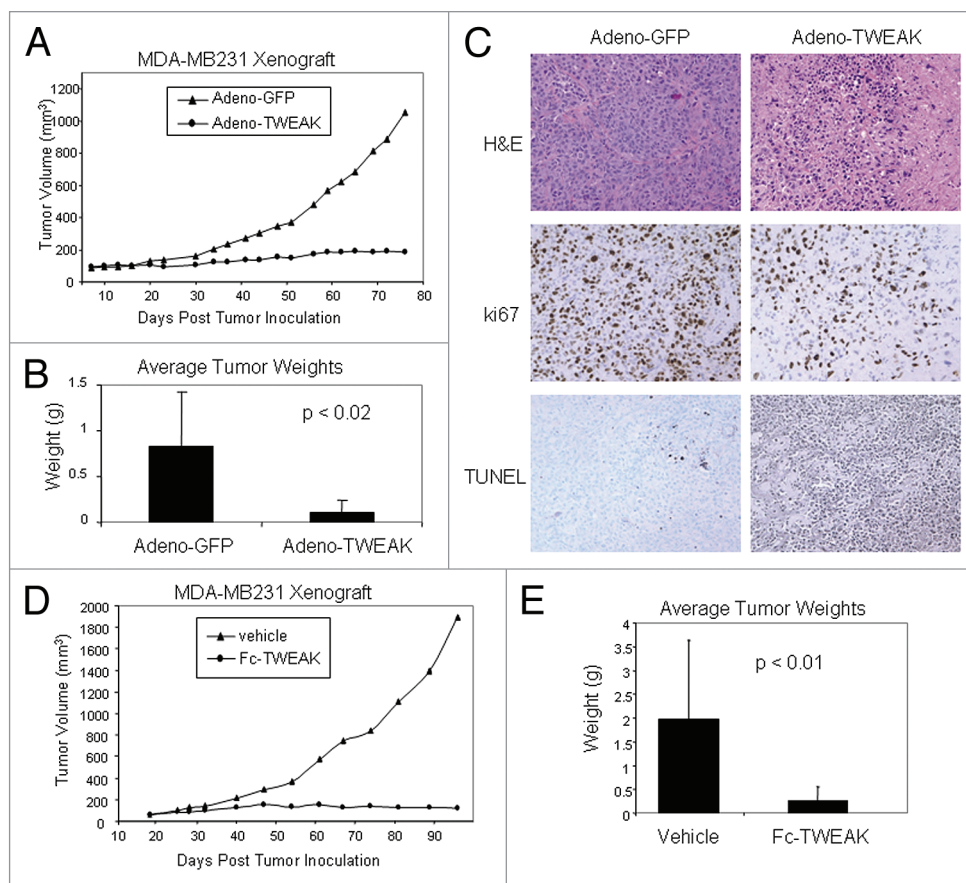 A
MDA-MB231 Xenograft
Adeno-GFP
Adeno-TWEAK
Tumor Volume (mm³)
1200
1000
800
600
400
200
0
0 10 20 30 40 50 60 70 80
Days Post Tumor Inoculation
B
Average Tumor Weights
p < 0.02
Weight (g)
1.5
1
0.5
0
Adeno-GFP Adeno-TWEAK
C
Adeno-GFP Adeno-TWEAK
H&E
ki67
TUNEL
D
MDA-MB231 Xenograft
vehicle
Fc-TWEAK
Tumor Volume (mm³)
2000
1800
1600
1400
1200
1000
800
600
400
200
0
10 20 30 40 50 60 70 80 90
Days Post Tumor Inoculation
E
Average Tumor Weights
p < 0.01
Weight (g)
4
3.5
3
2.5
2
1.5
1
0.5
0
Vehicle Fc-TWEAK